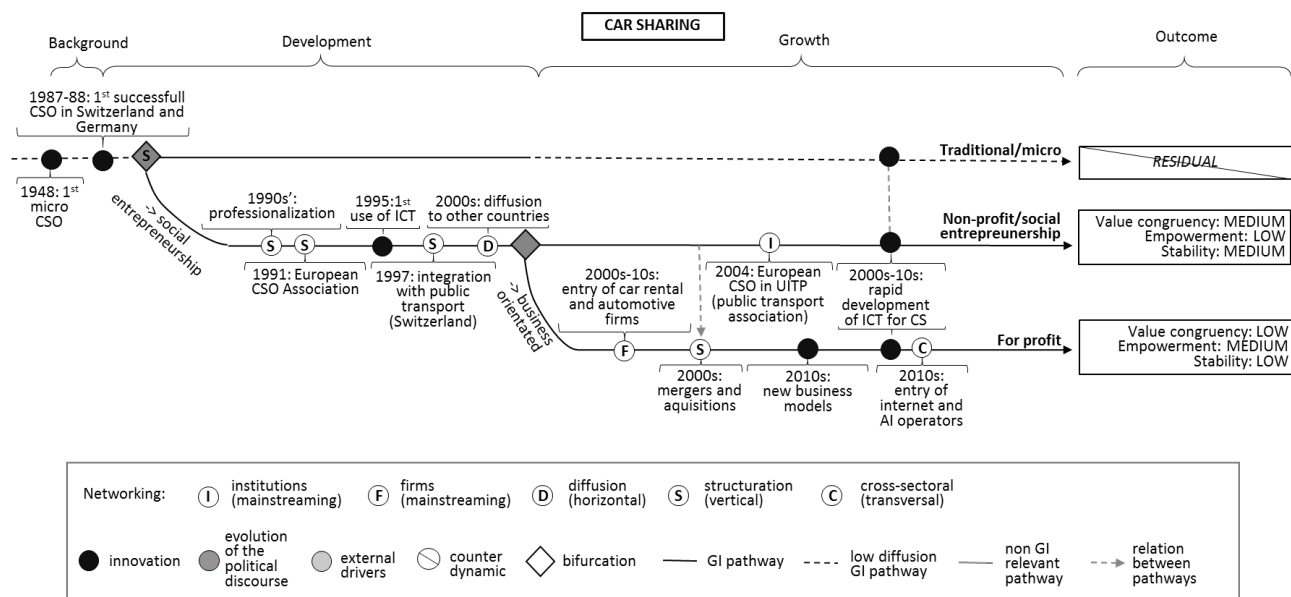 CAR SHARING
Background
Development
Growth
Outcome
1987-88: 1st successfull
CSO in Switzerland and
Germany
S
Traditional/micro
RESIDUAL
1948: 1st
micro
CSO
-> social
entrepreneurship
1990s':
professionalization
1995:1st
use of ICT
2000s: diffusion
to other countries
Non-profit/social
entrepreunership
Value congruency: MEDIUM
Empowerment: LOW
Stability: MEDIUM
S
S
S
D
I
1991: European
CSO Association
1997: integration
with public
transport
(Switzerland)
-> business
orientated
2000s-10s:
entry of car rental
and automotive
firms
2004: European
CSO in UITP
(public transport
association)
2000s-10s:
rapid
development
of ICT for CS
For profit
Value congruency: LOW
Empowerment: MEDIUM
Stability: LOW
F
S
C
2000s:
mergers and
aquisitions
2010s:
new business
models
2010s:
entry of
internet and
AI operators
Networking:
I
institutions
(mainstreaming)
F
firms
(mainstreaming)
D
diffusion
(horizontal)
S
structuration
(vertical)
C
cross-sectoral
(transversal)
innovation
evolution
of the
political
discourse
external
drivers
counter
dynamic
bifurcation
GI pathway
low diffusion
GI pathway
non GI
relevant
pathway
relation
between
pathways